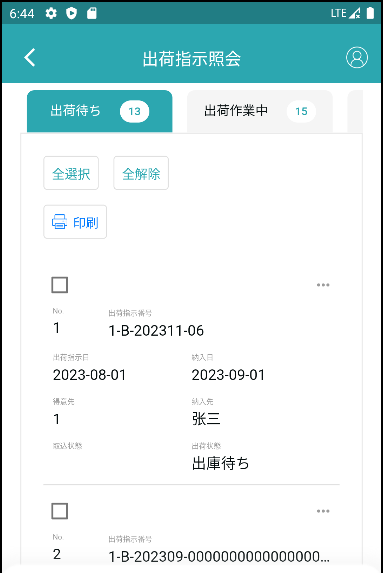 6:44 LTE
出荷指示照会
出荷待ち 13 出荷作業中 15
全選択 全解除
印刷
No 出荷指示番号
1 1-B-202311-06
出荷指示日 納入日
2023-08-01 2023-09-01
得意先 納入先
1 张三
取込状態 出荷状態
出庫待ち
No 出荷指示番号
2 1-B-202309-0000000000000000...